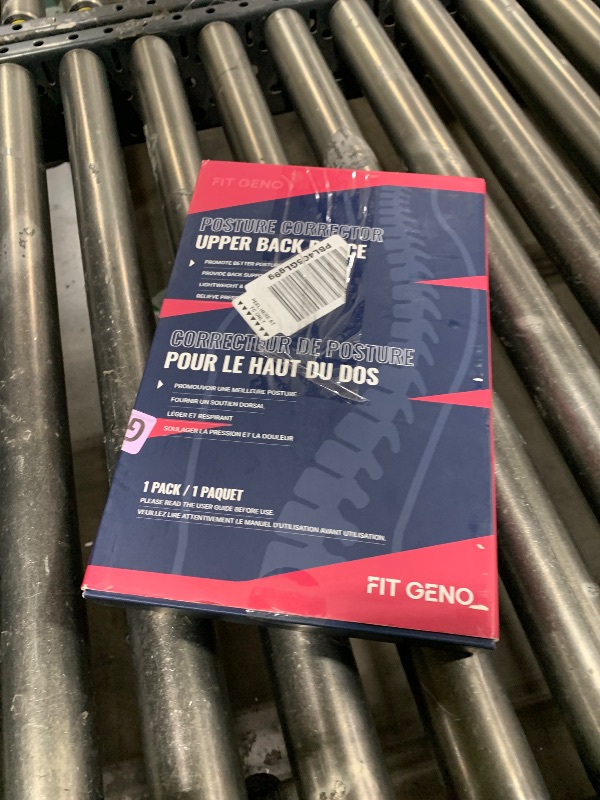 FIT GENO
POSTURE CORRECTOR
UPPER BACK
PROMOTE BETTER POSTURE
PROVIDE BACK
LIGHTWEIGHT &
RELIEVE
CORRECTEUR DE POSTURE
POUR LE HAUT DU DOS
PROMOUVOIR UNE MEILLEURE POSTURE
FOURNIR UN SOUTIEN DORSAL
LÉGER ET RESPIRANT
SOULAGER LA PRESSION ET LA DOULEUR
G
1 PACK / 1 PAQUET
PLEASE READ THE USER GUIDE BEFORE USE.
VEUILLEZ LIRE ATTENTIVEMENT LE MANUEL D'UTILISATION AVANT UTILISATION.
FIT GENO